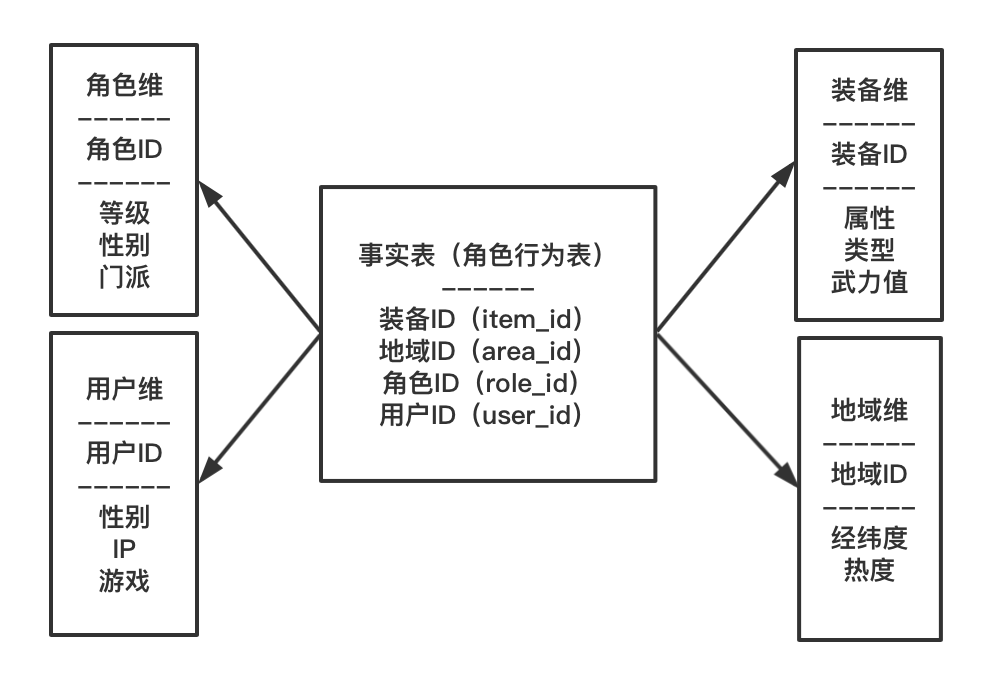 角色维
------
角色ID
------
等级
性别
门派
用户维
------
用户ID
------
性别
IP
游戏
事实表（角色行为表）
------
装备ID（item_id）
地域ID（area_id）
角色ID（role_id）
用户ID（user_id）
装备维
------
装备ID
------
属性
类型
武力值
地域维
------
地域ID
------
经纬度
热度